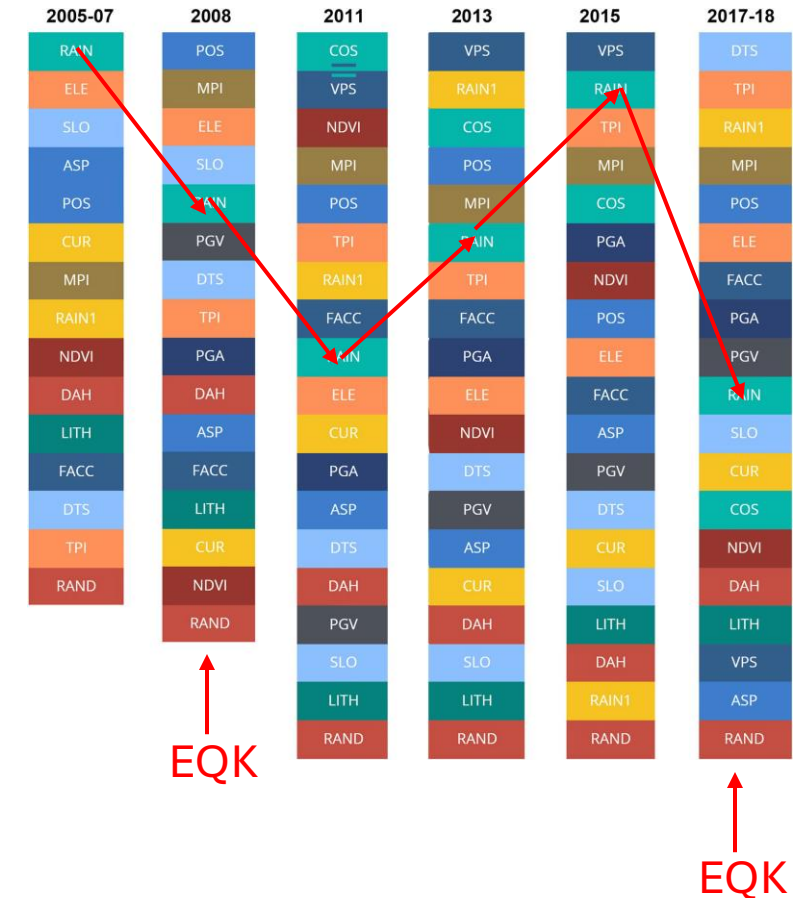 2005-07
RAIN
ELE
SLO
ASP
POS
CUR
MPI
RAIN1
NDVI
DAH
LITH
FACC
DTS
TPI
RAND
2008
POS
MPI
ELE
SLO
RAIN
PGV
DTS
TPI
PGA
DAH
ASP
FACC
LITH
CUR
NDVI
RAND
EQK
2011
COS
VPS
NDVI
MPI
POS
TPI
RAIN1
FACC
RAIN
ELE
CUR
PGA
ASP
DTS
DAH
PGV
SLO
LITH
RAND
2013
VPS
RAIN1
COS
POS
MPI
RAIN
TPI
FACC
PGA
ELE
NDVI
DTS
PGV
ASP
CUR
DAH
SLO
LITH
RAND
2015
VPS
RAIN
TPI
MPI
COS
PGA
NDVI
POS
ELE
FACC
ASP
PGV
DTS
CUR
SLO
LITH
DAH
RAIN1
RAND
2017-18
DTS
TPI
RAIN1
MPI
POS
ELE
FACC
PGA
PGV
RAIN
SLO
CUR
COS
NDVI
DAH
LITH
VPS
ASP
RAND
EQK